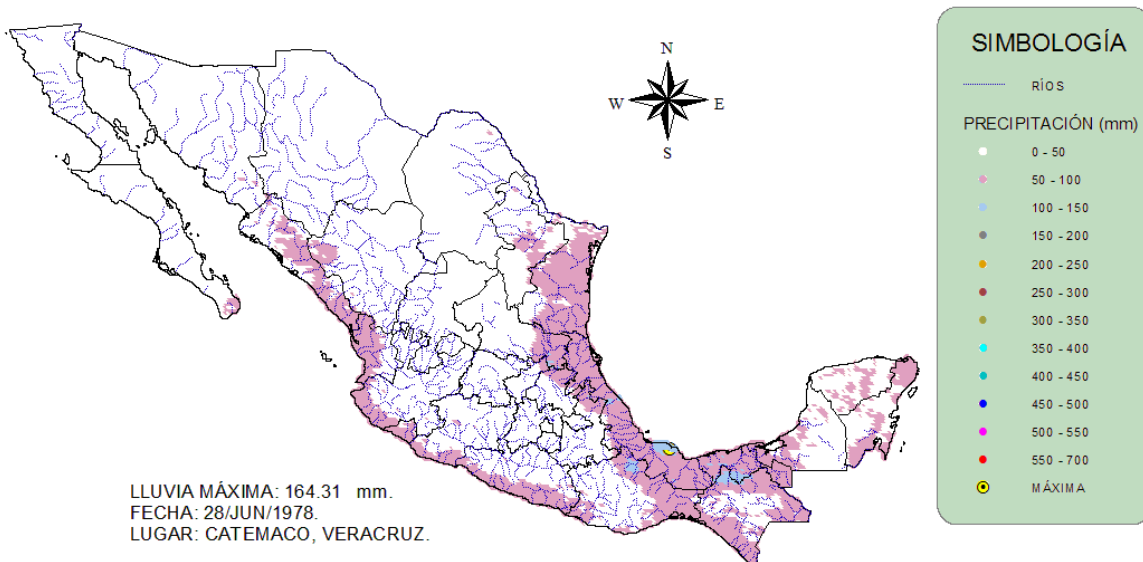 N
W
E
S
SIMBOLOGÍA
RÍOS
PRECIPITACIÓN (mm)
0 - 50
50 - 100
100 - 150
150 - 200
200 - 250
250 - 300
300 - 350
350 - 400
400 - 450
450 - 500
500 - 550
550 - 700
MÁXIMA
LLUVIA MÁXIMA: 164.31 mm.
FECHA: 28/JUN/1978.
LUGAR: CATEMACO, VERACRUZ.